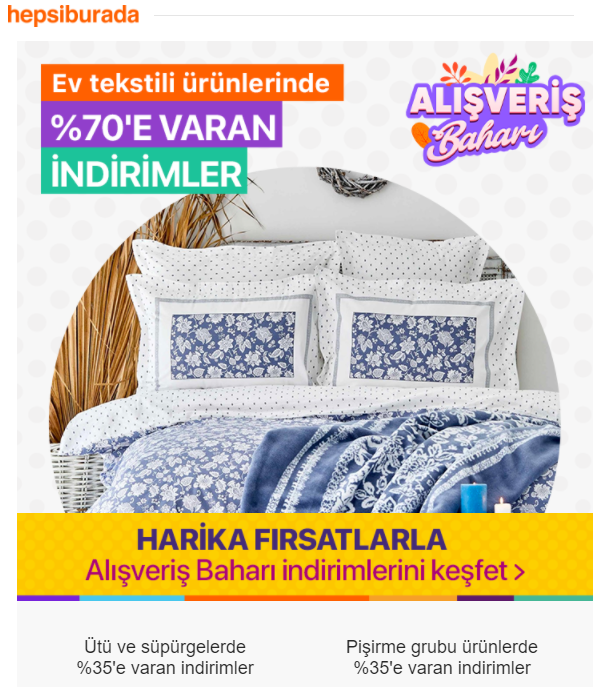 hepsiburada
Ev tekstili ürünlerinde
%70'E VARAN
İNDİRİMLER
ALIŞVERİŞ
Baharı
HARİKA FIRSATLARLA
Alışveriş Baharı indirimlerini keşfet >
Ütü ve süpürgelerde
%35'e varan indirimler
Pişirme grubu ürünlerde
%35'e varan indirimler